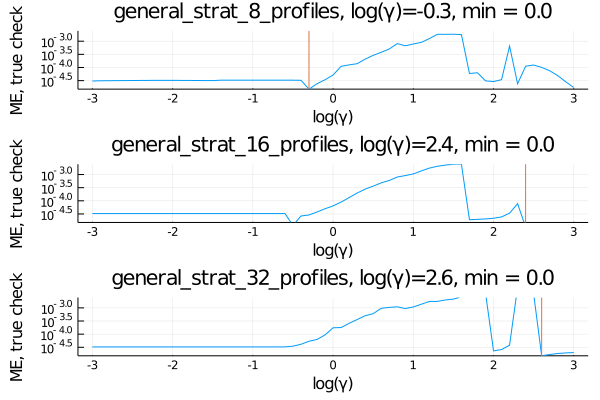 general_strat_8_profiles, log(γ)=-0.3, min = 0.0
ME, true check
10^-3.0
10^-3.5
10^-4.0
10^-4.5
-3 -2 -1 0 1 2 3
log(γ)
general_strat_16_profiles, log(γ)=2.4, min = 0.0
ME, true check
10^-3.0
10^-3.5
10^-4.0
10^-4.5
-3 -2 -1 0 1 2 3
log(γ)
general_strat_32_profiles, log(γ)=2.6, min = 0.0
ME, true check
10^-3.0
10^-3.5
10^-4.0
10^-4.5
-3 -2 -1 0 1 2 3
log(γ)